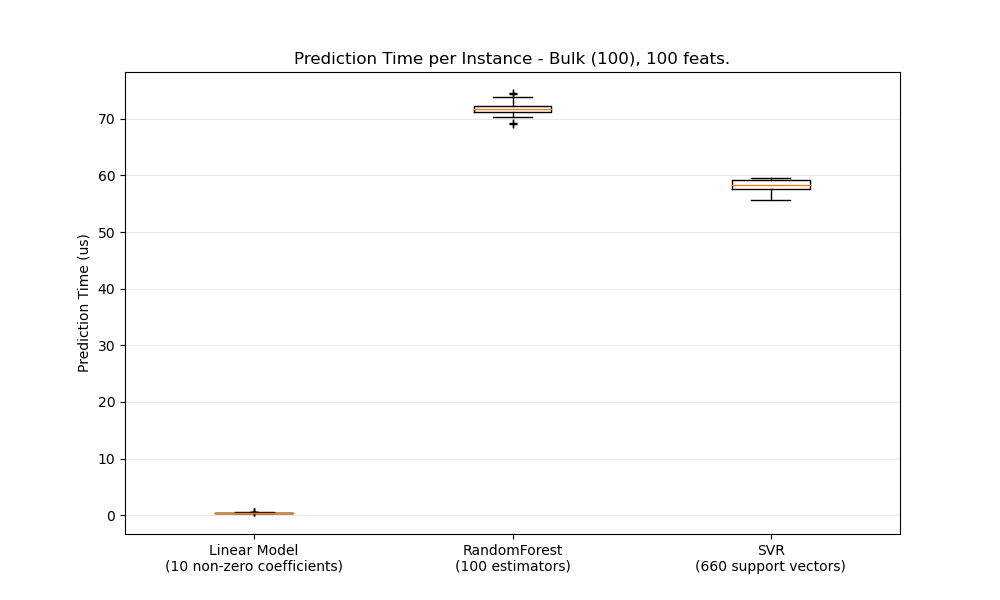 Prediction Time per Instance - Bulk (100), 100 feats.
Prediction Time (us)
70
60
50
40
30
20
10
0
Linear Model
(10 non-zero coefficients)
RandomForest
(100 estimators)
SVR
(660 support vectors)